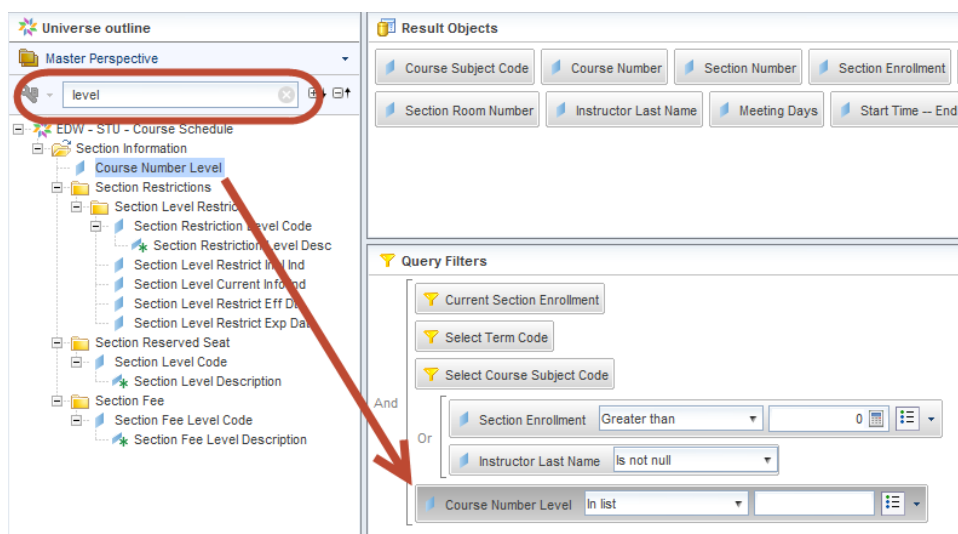 Universe outline
Master Perspective
level
EDW - STU - Course Schedule
Section Information
Course Number Level
Section Restrictions
Section Level Restrict
Section Restriction Level Code
Section Restriction Level Desc
Section Level Restrict Incl Ind
Section Level Current Info Ind
Section Level Restrict Eff D
Section Level Restrict Exp Dat
Section Reserved Seat
Section Level Code
Section Level Description
Section Fee
Section Fee Level Code
Section Fee Level Description
Result Objects
Course Subject Code Course Number Section Number Section Enrollment
Section Room Number Instructor Last Name Meeting Days Start Time -- End
Query Filters
Current Section Enrollment
Select Term Code
Select Course Subject Code
And
Section Enrollment Greater than 0
Or
Instructor Last Name Is not null
Course Number Level In list